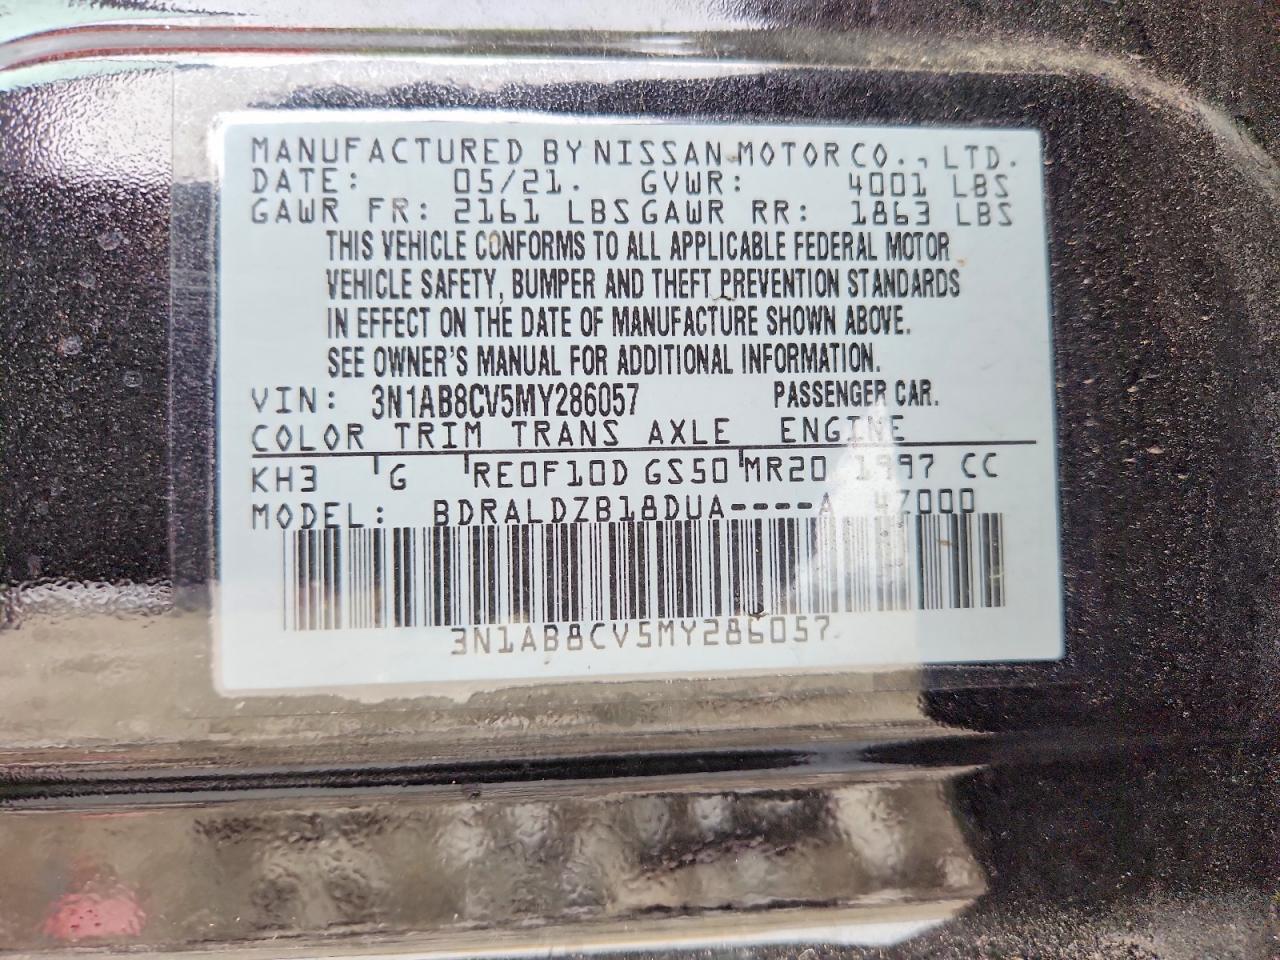 MANUFACTURED BY NISSAN MOTOR CO., LTD.
DATE: 05/21. GVWR: 4001 LBS
GAWR FR: 2161 LBS GAWR RR: 1863 LBS
THIS VEHICLE CONFORMS TO ALL APPLICABLE FEDERAL MOTOR
VEHICLE SAFETY, BUMPER AND THEFT PREVENTION STANDARDS
IN EFFECT ON THE DATE OF MANUFACTURE SHOWN ABOVE.
SEE OWNER'S MANUAL FOR ADDITIONAL INFORMATION.
VIN: 3N1AB8CV5MY286057 PASSENGER CAR.
COLOR TRIM TRANS AXLE ENGINE
KH3 G RE0F10D GS50 MR20 1997 CC
MODEL: BDRALDZB18DUA----A 4Z000
3N1AB8CV5MY286057